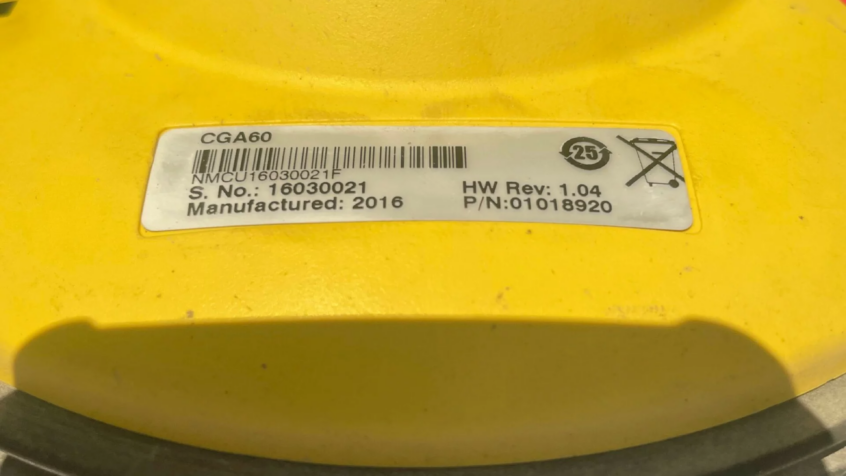 CGA60
NMCU16030021F
S. No.: 16030021
Manufactured: 2016
25
HW Rev: 1.04
P/N:01018920